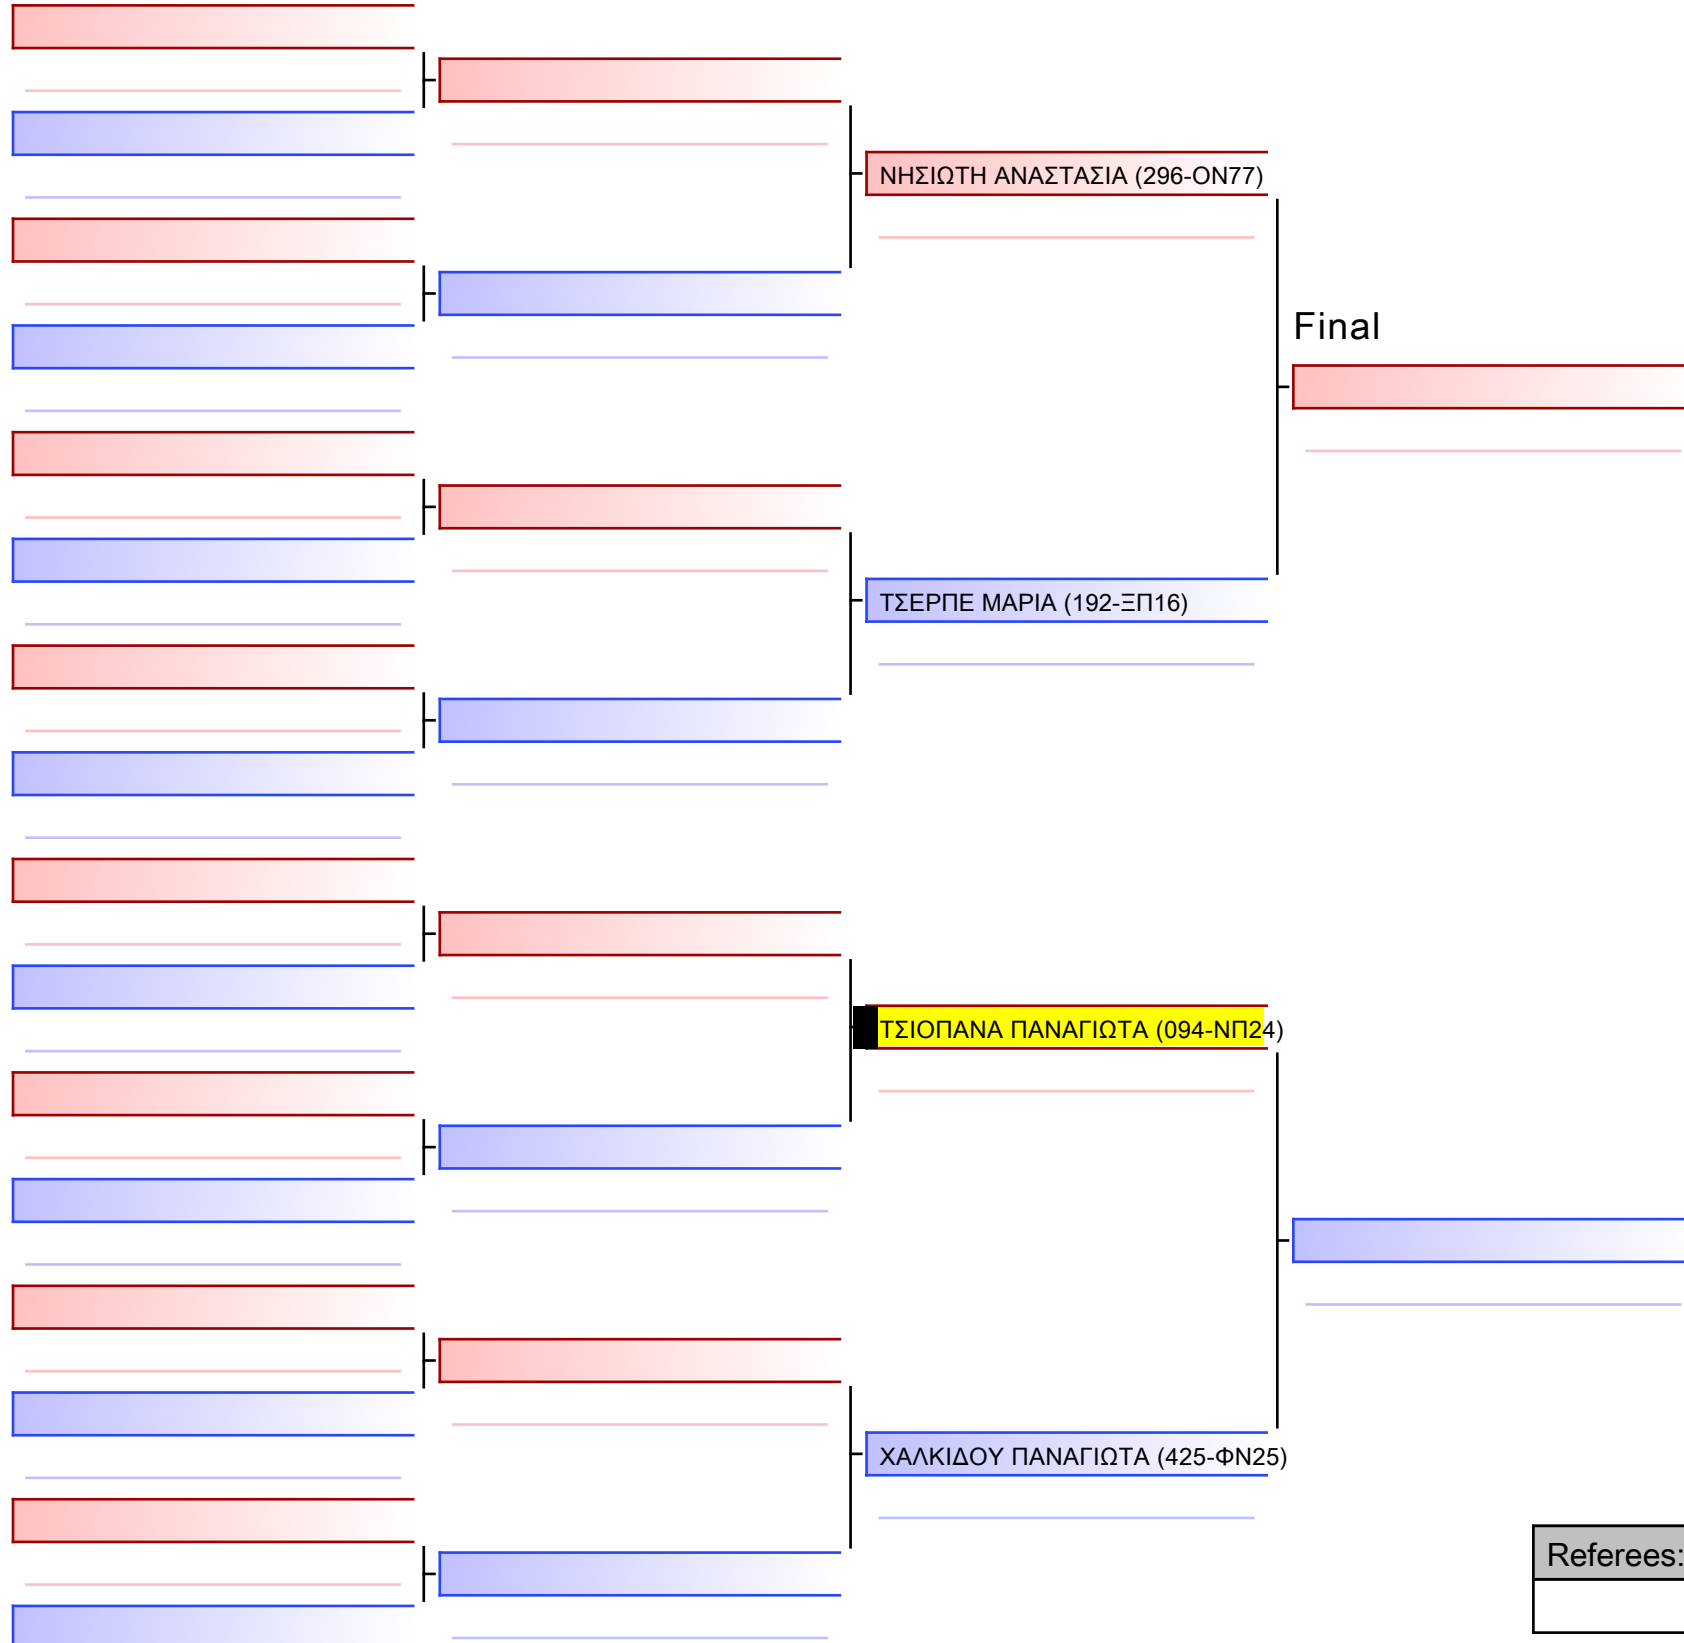 ΝΗΣΙΩΤΗ ΑΝΑΣΤΑΣΙΑ (296-ΟΝ77)
Final
ΤΣΕΡΠΕ ΜΑΡΙΑ (192-ΞΠ16)
ΤΣΙΟΠΑΝΑ ΠΑΝΑΓΙΩΤΑ (094-ΝΠ24)
ΧΑΛΚΙΔΟΥ ΠΑΝΑΓΙΩΤΑ (425-ΦΝ25)
Referees: